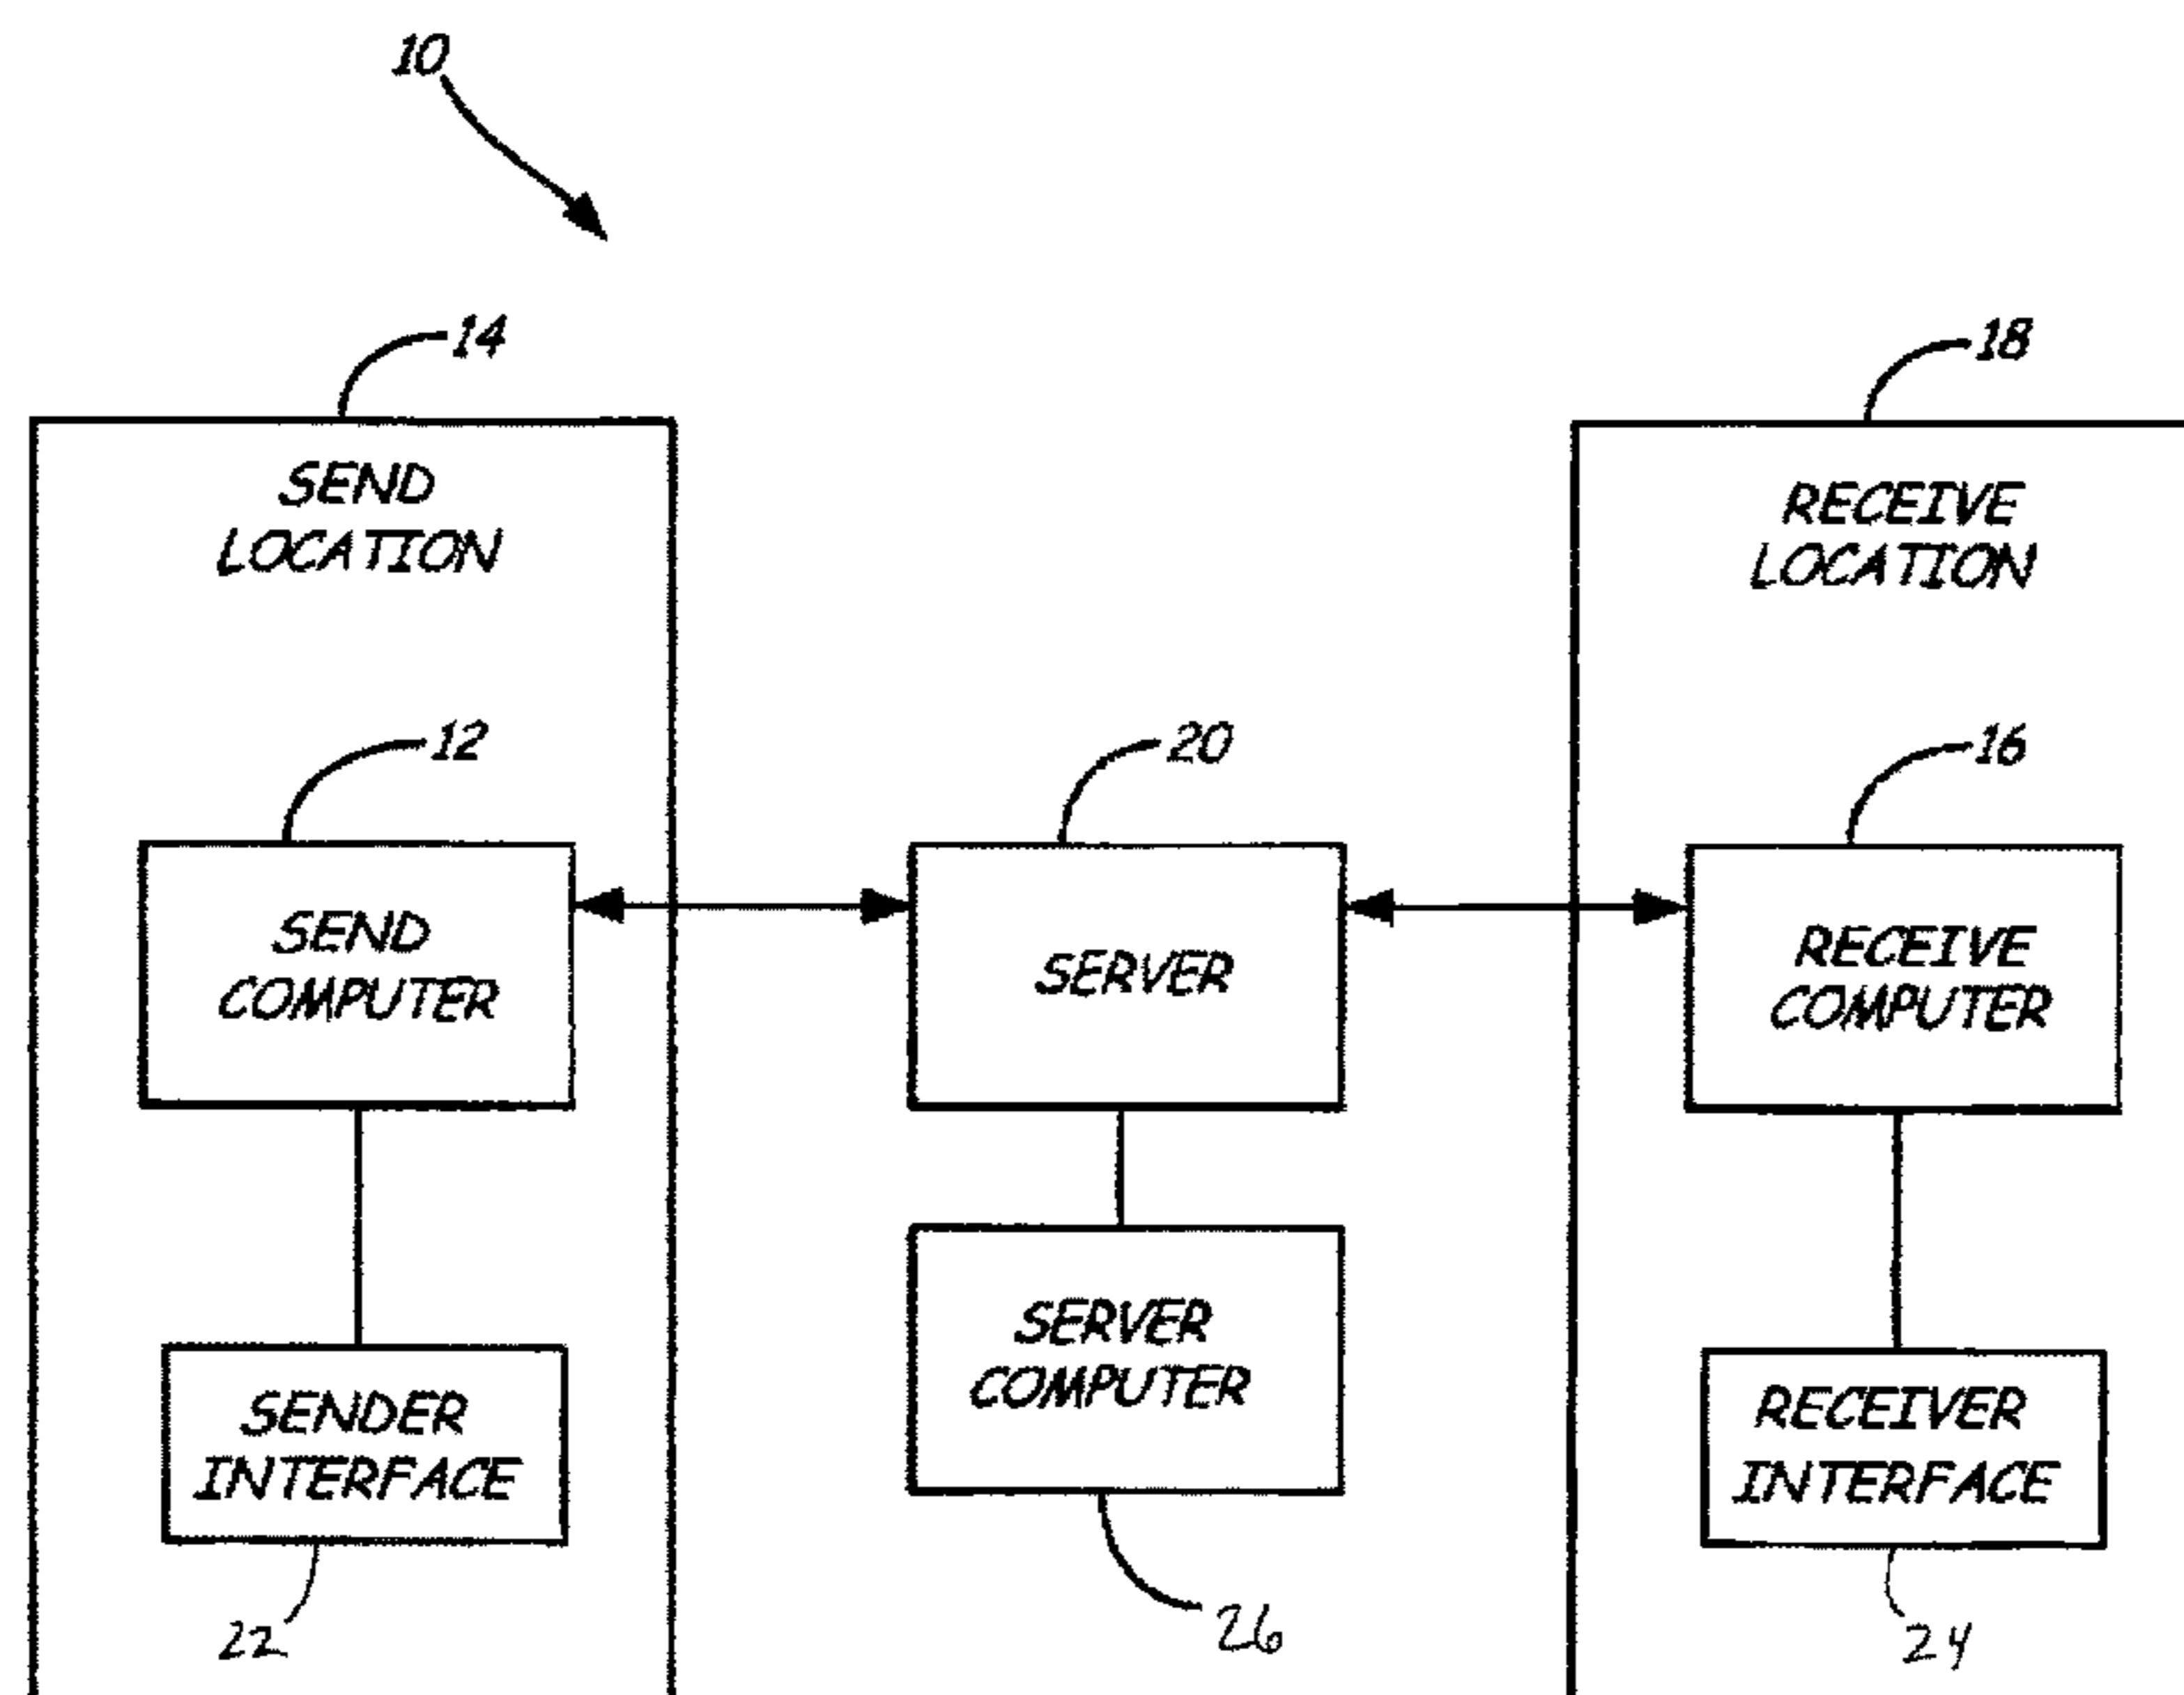 10
14
18
SEND
LOCATION
RECEIVE
LOCATION
12
20
16
SEND
COMPUTER
SERVER
RECEIVE
COMPUTER
SERVER
COMPUTER
SENDER
INTERFACE
RECEIVER
INTERFACE
22
26
24